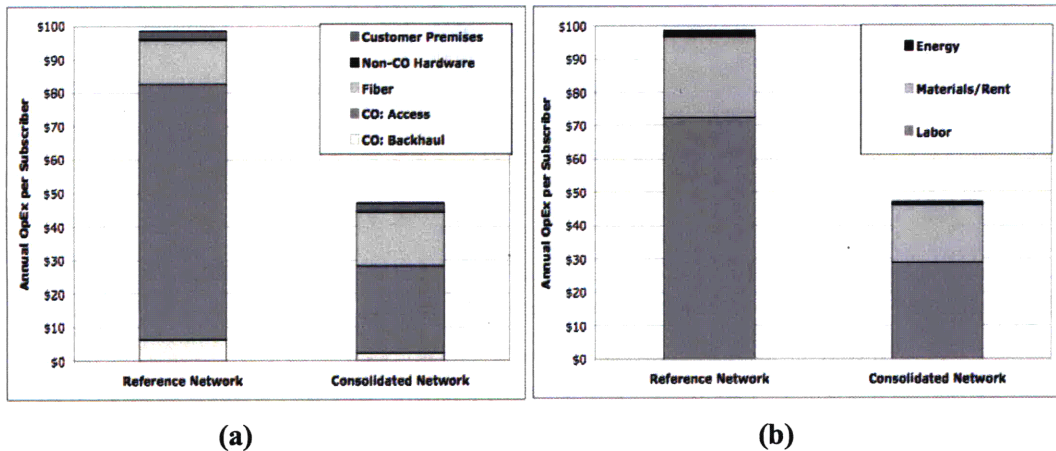 $100
$90
$80
$70
$60
$50
$40
$30
$20
$10
$0
Annual OpEx per Subscriber
Customer Premises
Non-CO Hardware
Fiber
CO: Access
CO: Backhaul
Reference Network
Consolidated Network
(a)
$100
$90
$80
$70
$60
$50
$40
$30
$20
$10
$0
Annual OpEx per Subscriber
Energy
Materials/Rent
Labor
Reference Network
Consolidated Network
(b)